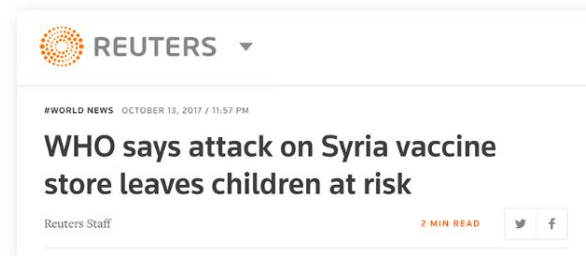 REUTERS
#WORLD NEWS OCTOBER 13, 2017 / 11:57 PM
WHO says attack on Syria vaccine
store leaves children at risk
Reuters Staff 2 MIN READ